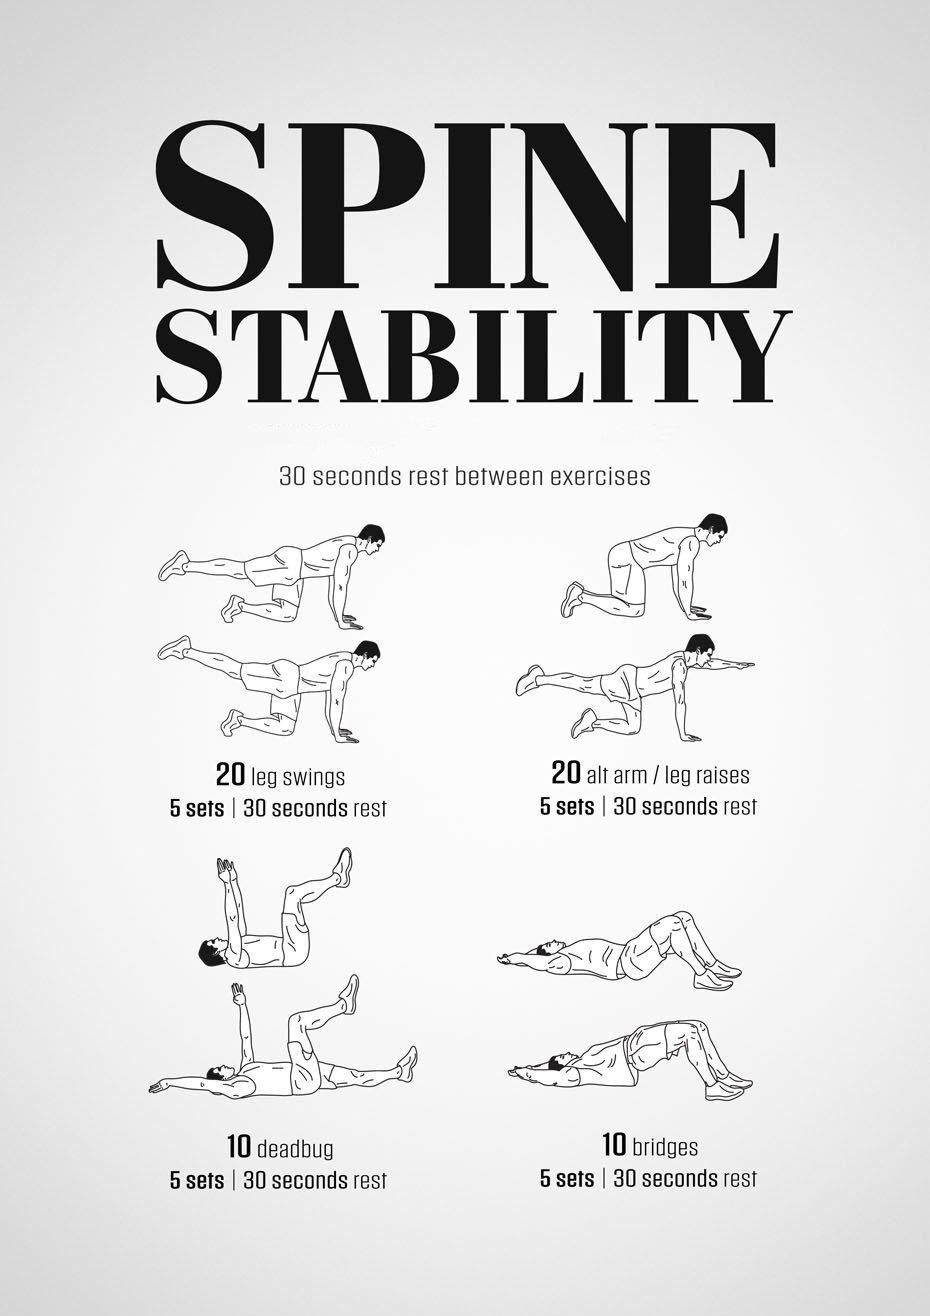 SPINE
STABILITY
30 seconds rest between exercises
20 leg swings
5 sets | 30 seconds rest
20 alt arm / leg raises
5 sets | 30 seconds rest
10 deadbug
5 sets | 30 seconds rest
10 bridges
5 sets | 30 seconds rest